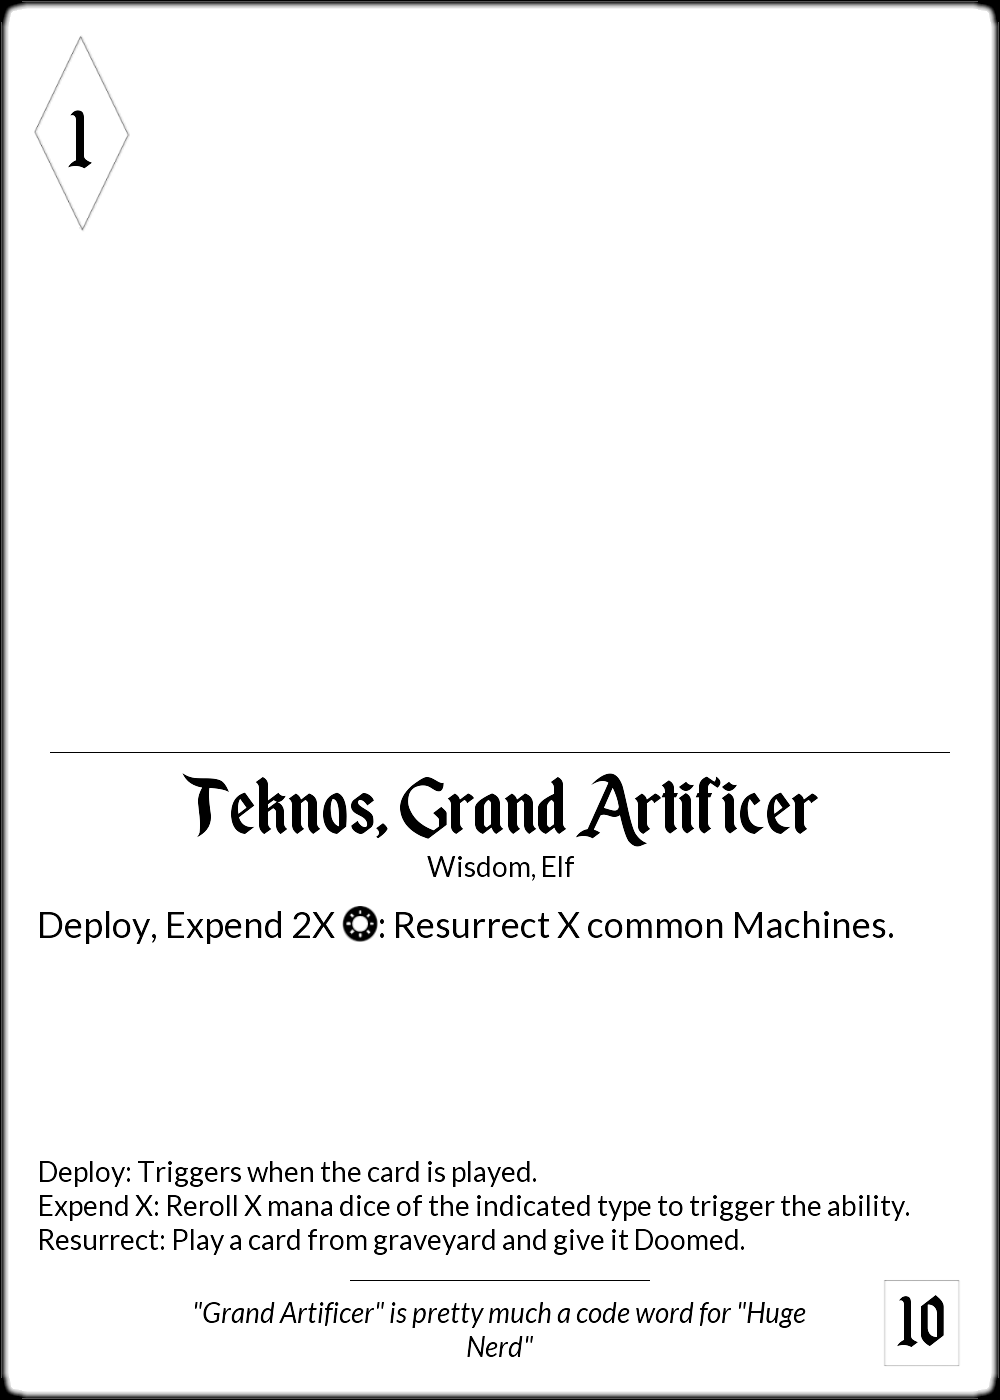 1
Teknos, Grand Artificer
Wisdom, Elf
Deploy, Expend 2X : Resurrect X common Machines.
Deploy: Triggers when the card is played.
Expend X: Reroll X mana dice of the indicated type to trigger the ability.
Resurrect: Play a card from graveyard and give it Doomed.
"Grand Artificer" is pretty much a code word for "Huge
Nerd"
10